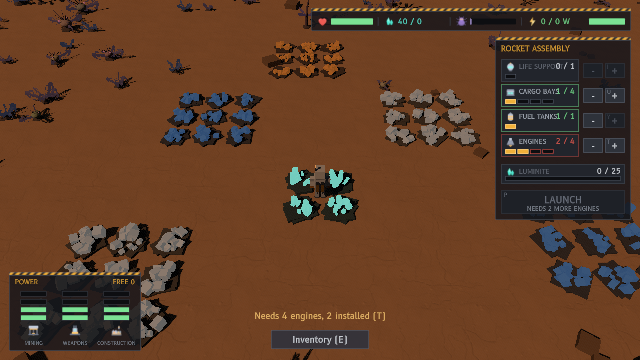 40 / 0
0 / 0 W
ROCKET ASSEMBLY
LIFE SUPPO 0 / 1
CARGO BAYS 1 / 4
FUEL TANKS 1 / 1
ENGINES 2 / 4
LUMINITE 0 / 25
P
LAUNCH
NEEDS 2 MORE ENGINES
POWER FREE 0
MINING WEAPONS CONSTRUCTION
Needs 4 engines, 2 installed [T]
Inventory [E]